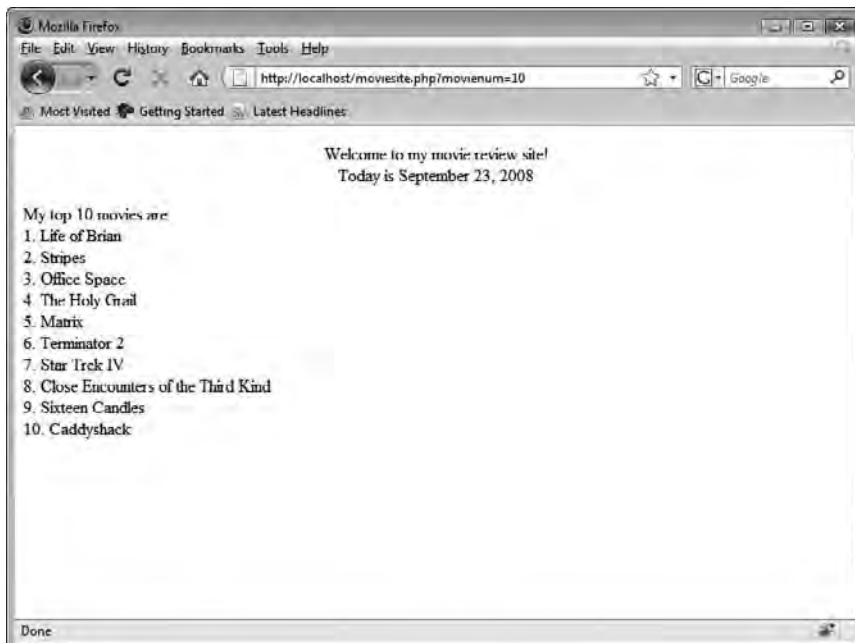 Mozilla Firefox
File Edit View History Bookmarks Tools Help
http://localhost/moviesite.php?movienum=10
G Google
Most Visited Getting Started Latest Headlines
Welcome to my movie review site!
Today is September 23, 2008
My top 10 movies are
1. Life of Brian
2. Stripes
3. Office Space
4. The Holy Grail
5. Matrix
6. Terminator 2
7. Star Trek IV
8. Close Encounters of the Third Kind
9. Sixteen Candles
10. Caddyshack
Done